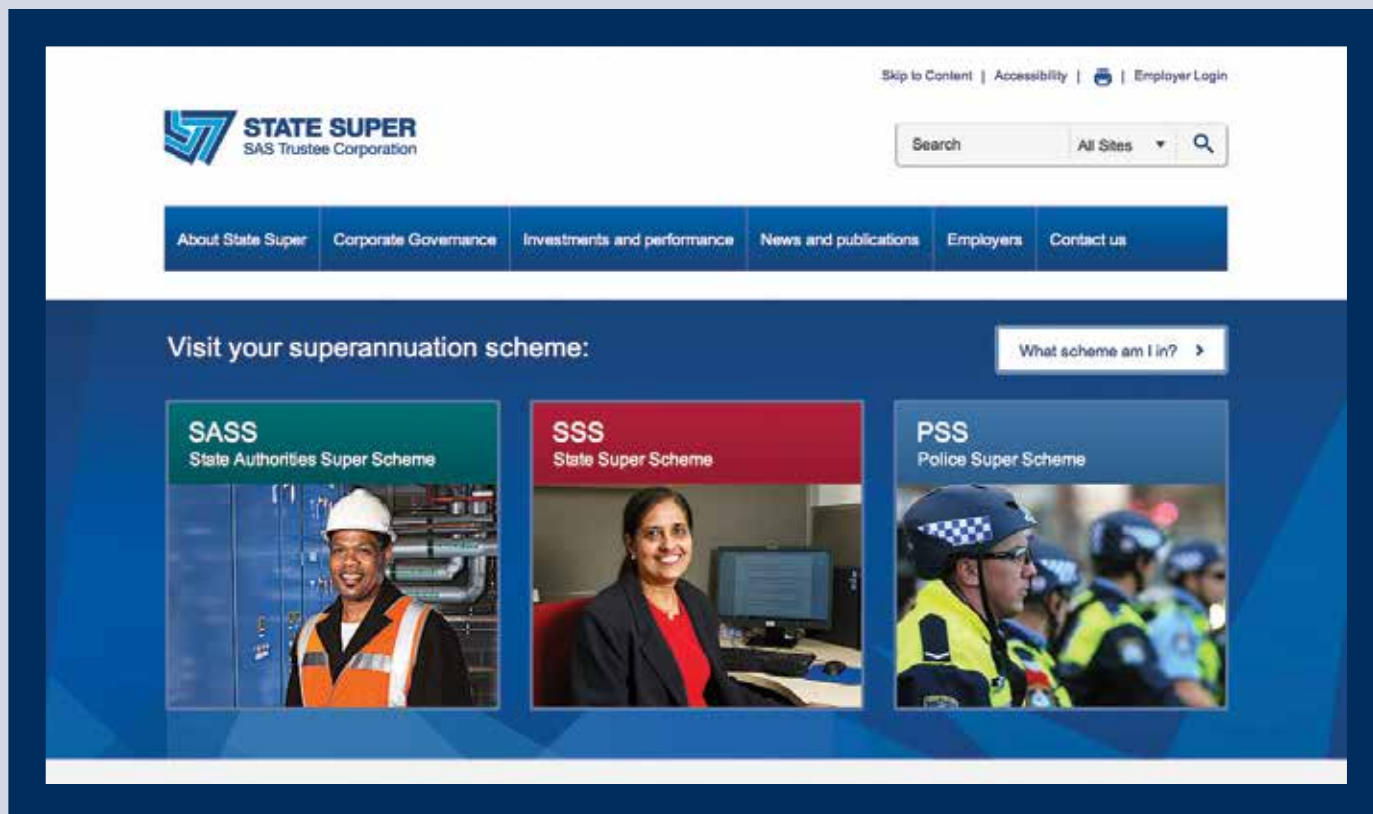 Skip to Content | Accessibility | | Employer Login
STATE SUPER
SAS Trustee Corporation
Search All Sites
About State Super Corporate Governance Investments and performance News and publications Employers Contact us
Visit your superannuation scheme:
What scheme am I in?
SASS
State Authorities Super Scheme
SSS
State Super Scheme
PSS
Police Super Scheme